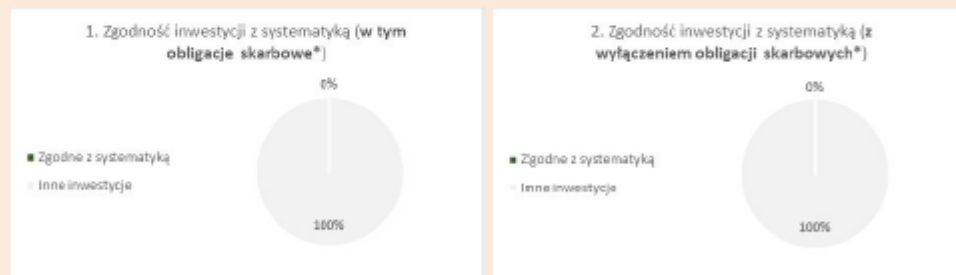 1. Zgodność inwestycji z systematyką (w tym
obligacje skarbowe*)
0%
Zgodne z systematyką
Inne inwestycje
100%
2. Zgodność inwestycji z systematyką (z
wyłączeniem obligacji skarbowych*)
0%
Zgodne z systematyką
Inne inwestycje
100%